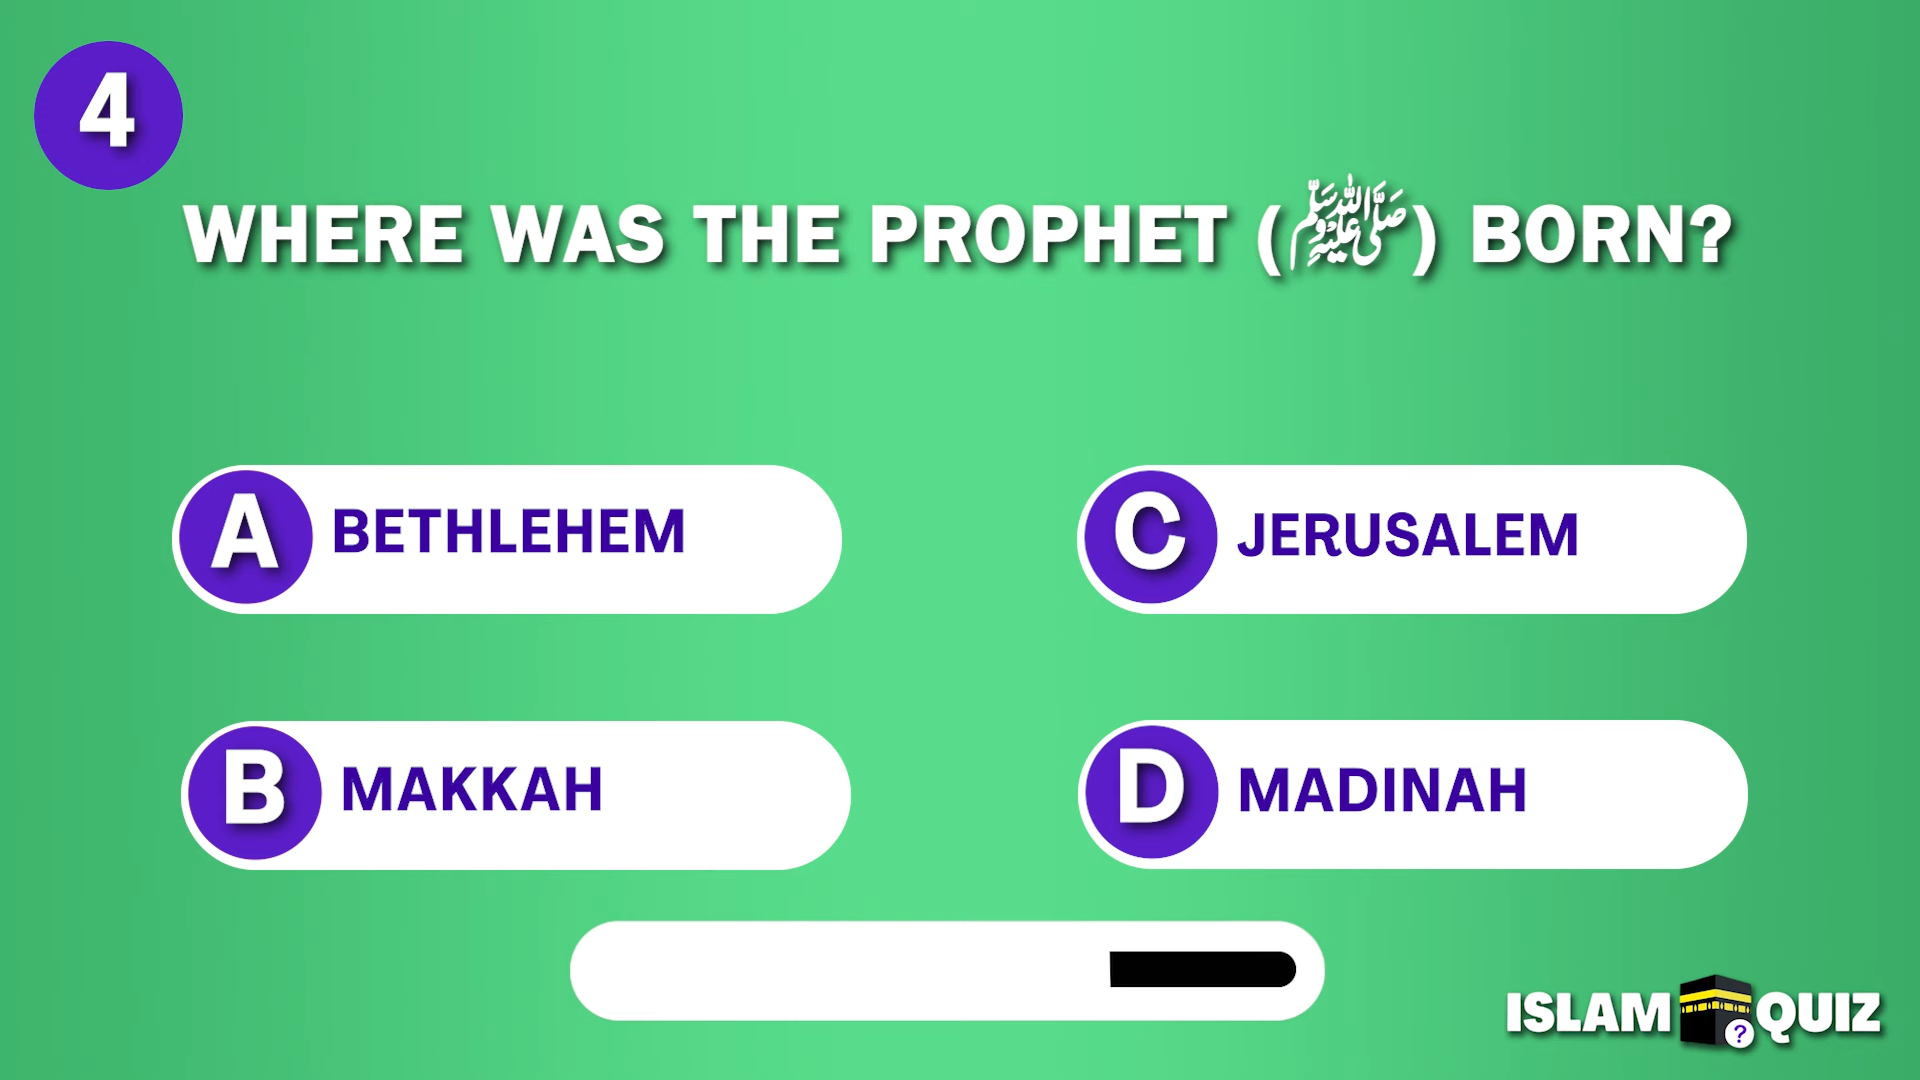 4
WHERE WAS THE PROPHET (ﷺ) BORN?
A BETHLEHEM
B MAKKAH
C JERUSALEM
D MADINAH
ISLAM ? QUIZ